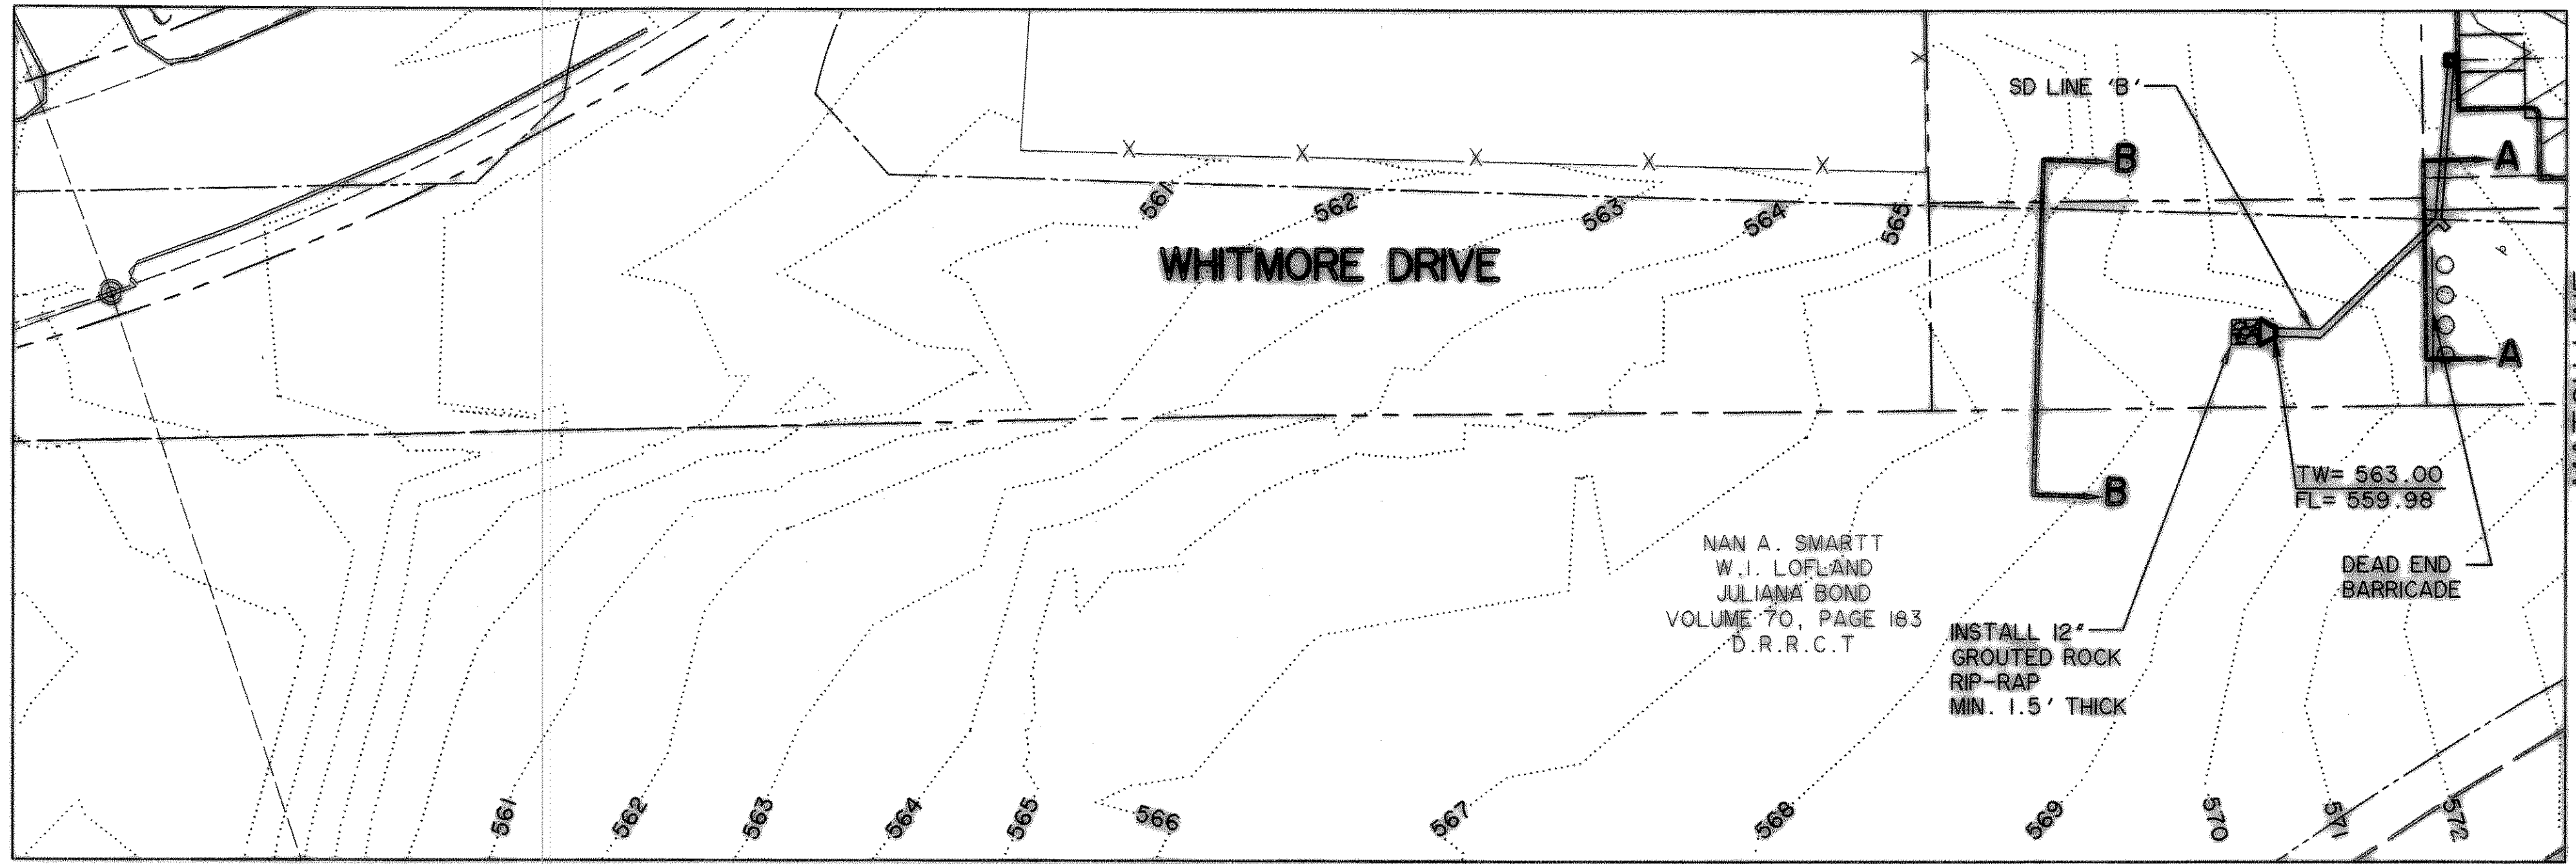 SD LINE 'B'
B
A
561
562
563
564
565
WHITMORE DRIVE
A
TW= 563.00
FL= 559.98
B
NAN A. SMARTT
W.I. LOFLAND
JULIANA BOND
VOLUME 70, PAGE 183
D.R.R.C.T
DEAD END
BARRICADE
INSTALL 12"
GROUTED ROCK
RIP-RAP
MIN. 1.5' THICK
561
562
563
564
565
566
567
568
569
570
571
572